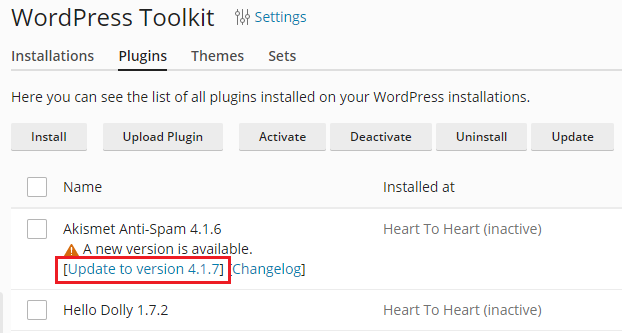 WordPress Toolkit Settings
Installations Plugins Themes Sets
Here you can see the list of all plugins installed on your WordPress installations.
Install Upload Plugin Activate Deactivate Uninstall Update
Name Installed at
Akismet Anti-Spam 4.1.6 Heart To Heart (inactive)
A new version is available.
[Update to version 4.1.7] [Changelog]
Hello Dolly 1.7.2 Heart To Heart (inactive)